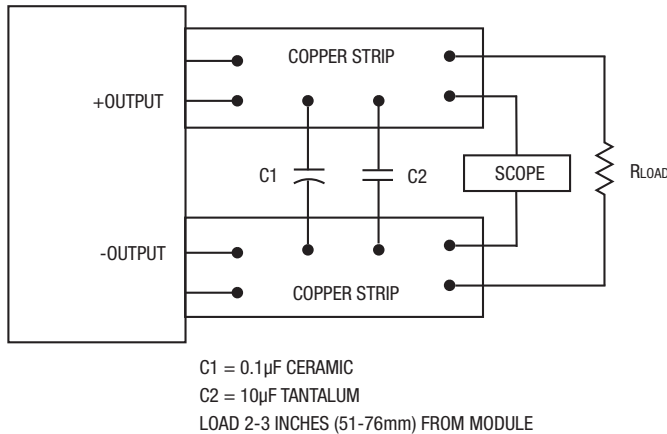 COPPER STRIP
+OUTPUT
C1
C2
SCOPE
RLOAD
-OUTPUT
COPPER STRIP
C1 = 0.1µF CERAMIC
C2 = 10µF TANTALUM
LOAD 2-3 INCHES (51-76mm) FROM MODULE